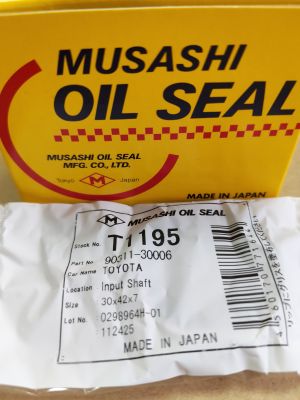 MUSASHI
OIL SEAL
MUSASHI OIL SEAL
MFG. CO., LTD.
Tokyo M Japan
MADE IN JAPAN
M MUSASHI OIL SEAL
Stock No. T1195
Part No 90311-30006
Car Name TOYOTA
Location Input Shaft
Size 30x42x7
Lot No. 0298964H-01
112425
MADE IN JAPAN